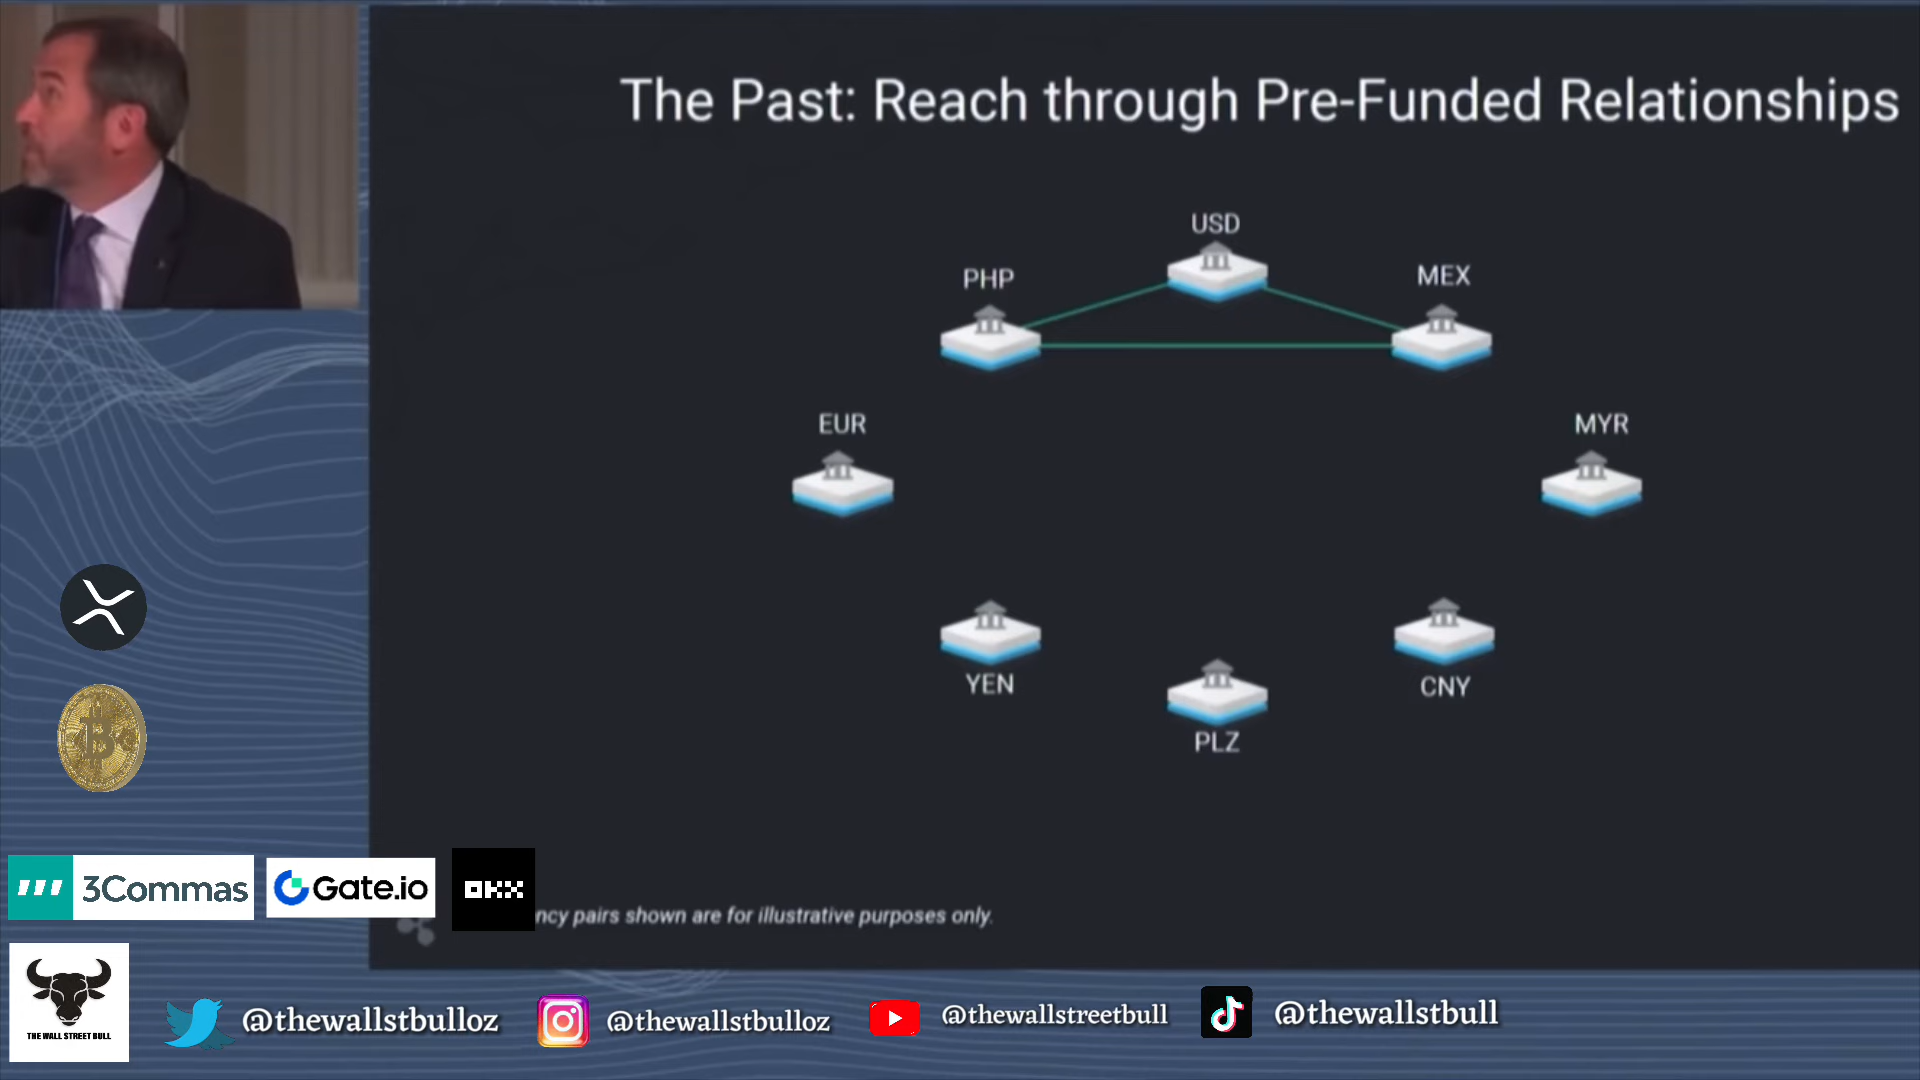 The Past: Reach through Pre-Funded Relationships
USD
PHP
MEX
EUR
MYR
YEN
CNY
PLZ
3Commas
Gate.io
OKX
ncy pairs shown are for illustrative purposes only.
THE WALL STREET BULL
@thewallstbulloz
@thewallstbulloz
@thewallstreetbull
@thewallstbull